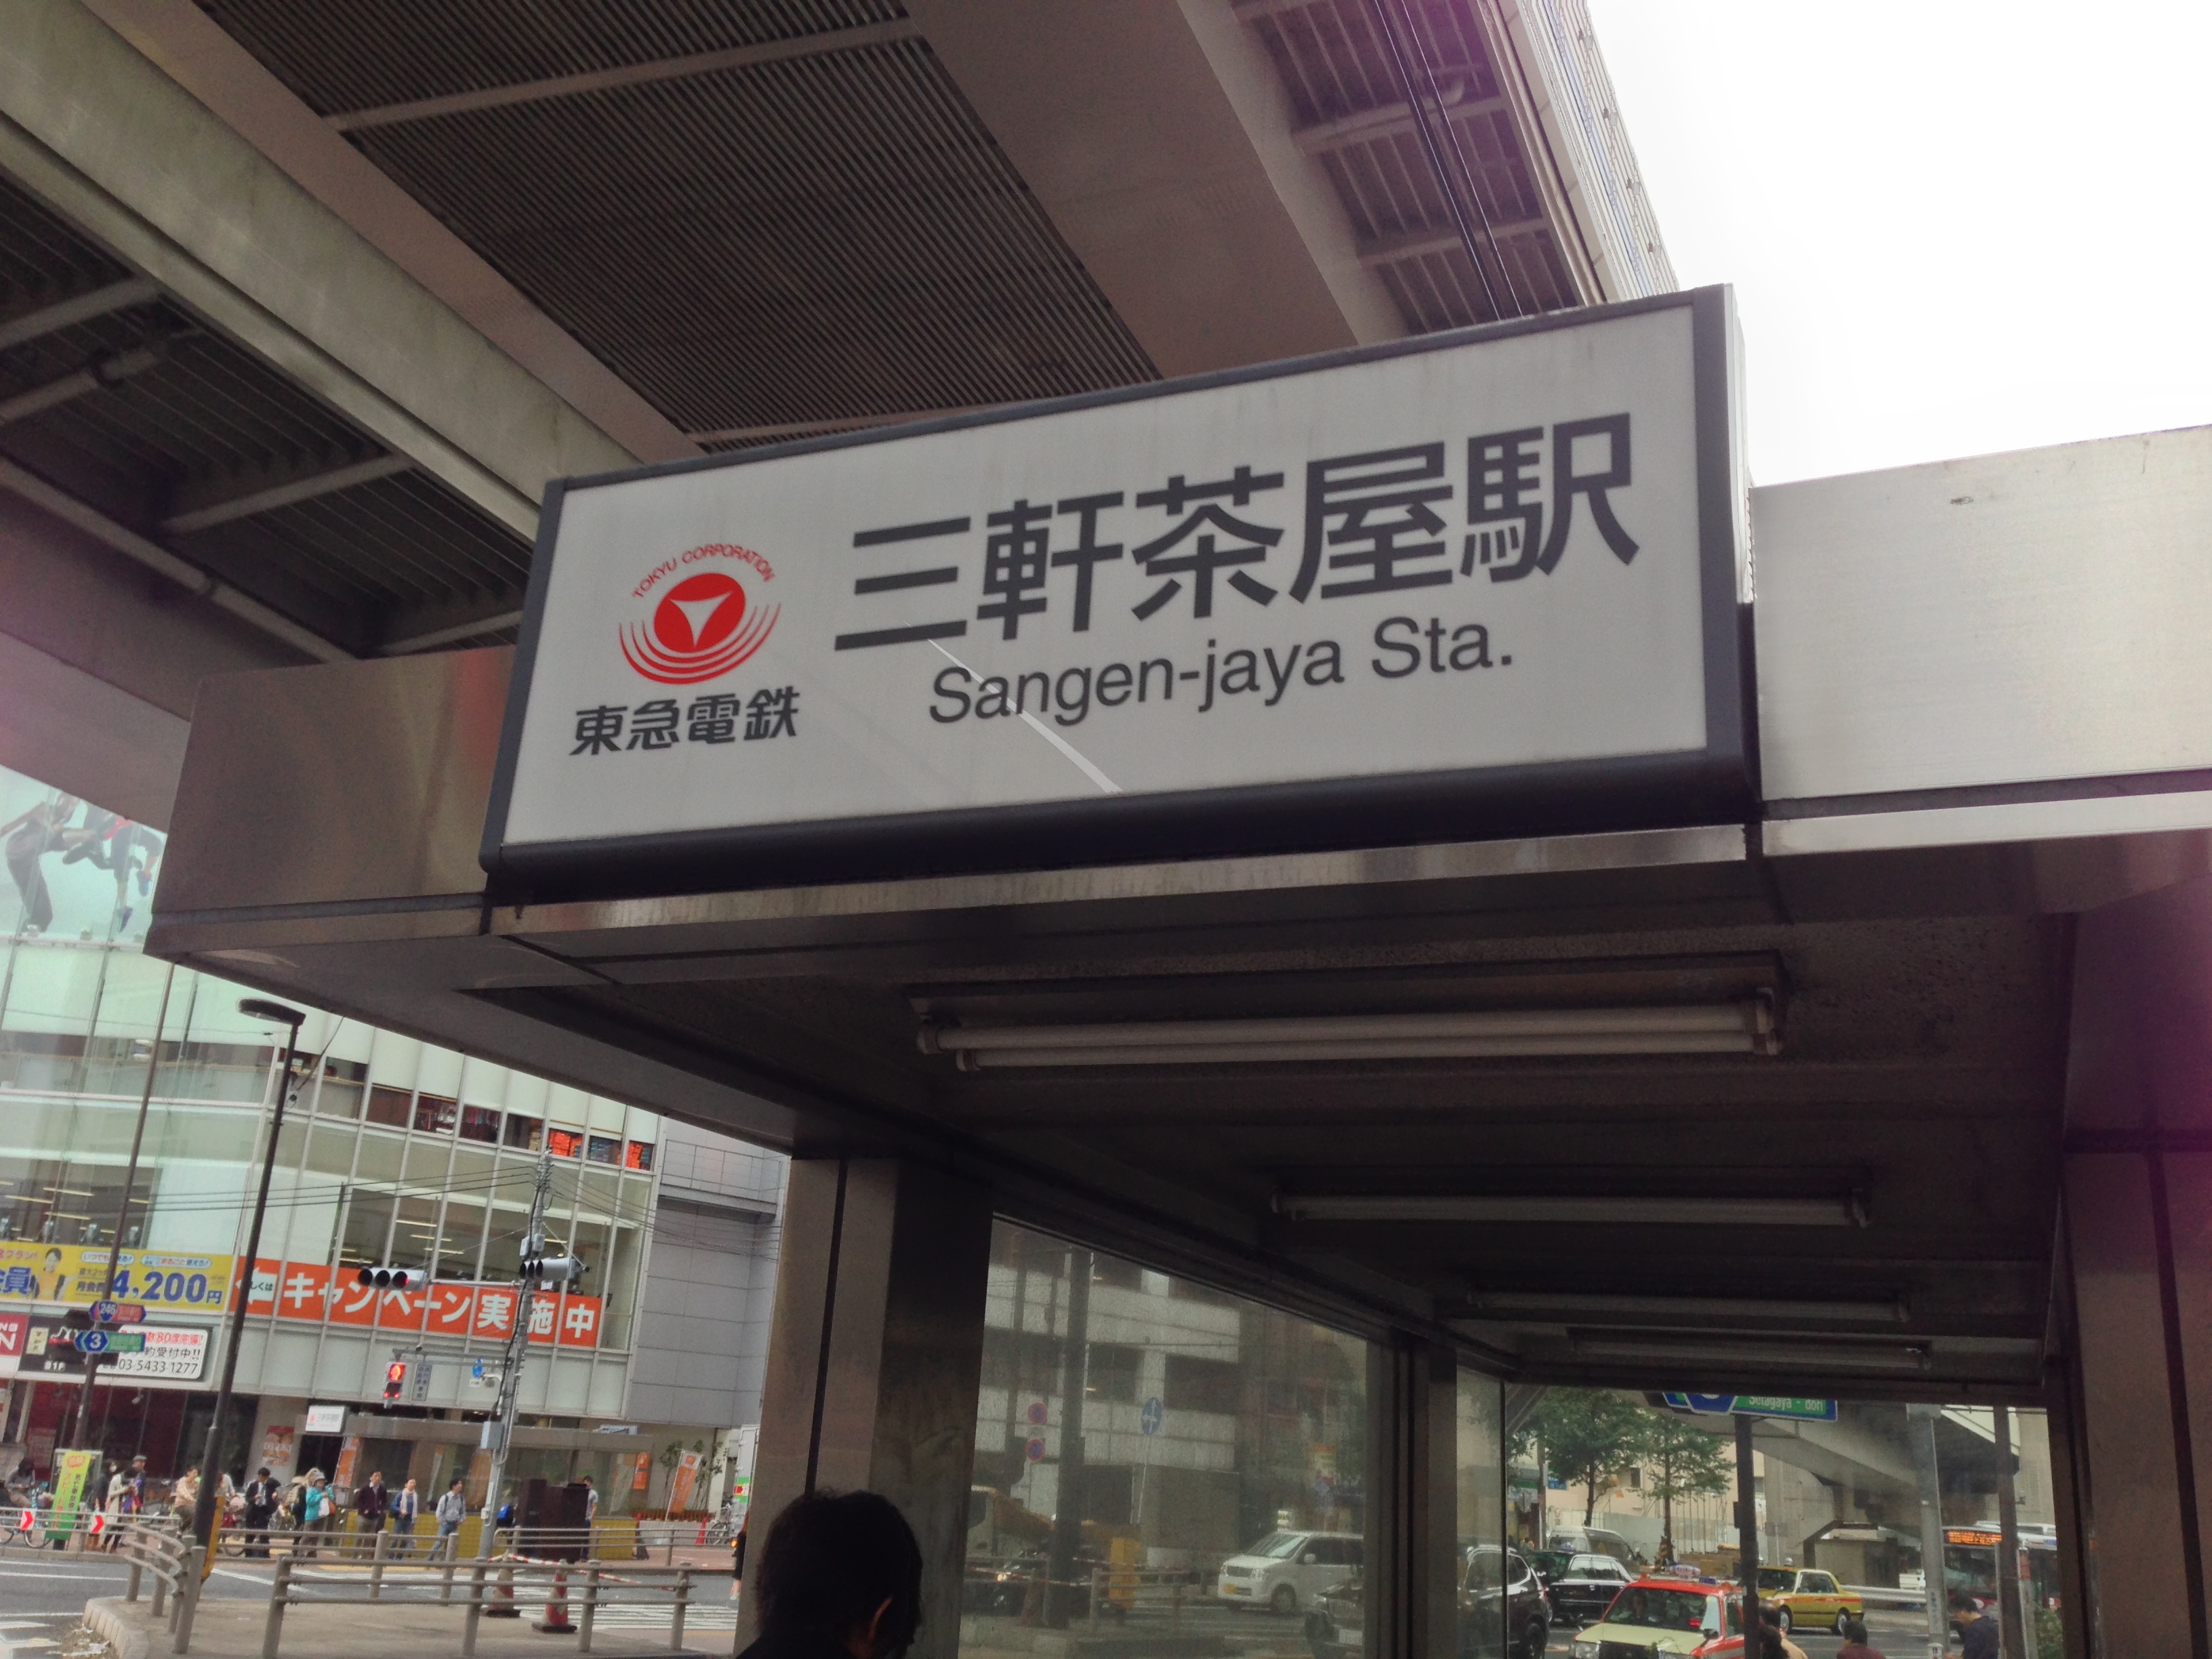 TOKYU CORPORATION
東急電鉄
三軒茶屋駅
Sangen-jaya Sta.
4,200円
キャンペーン実施中
246
3
03-5433-1277
Setagaya - dori